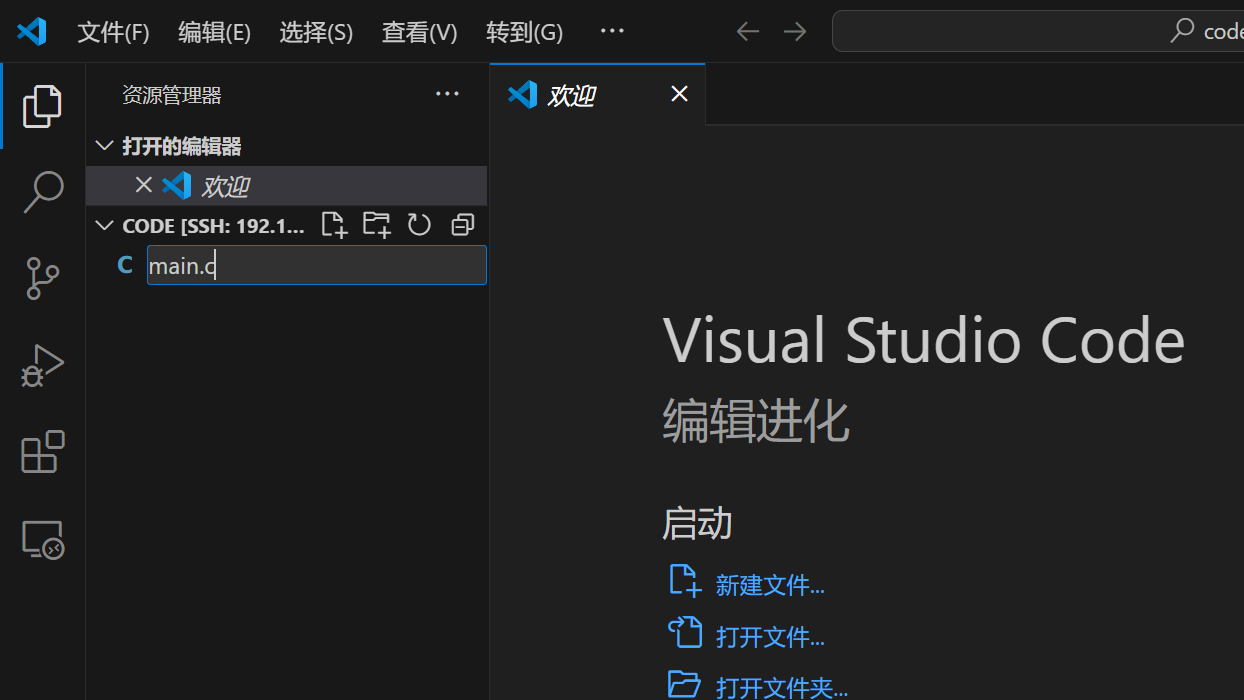 文件(F) 编辑(E) 选择(S) 查看(V) 转到(G) ··· code
资源管理器 ···
欢迎
打开的编辑器
欢迎
CODE [SSH: 192.1...
C main.c
Visual Studio Code
编辑进化
启动
新建文件...
打开文件...
打开文件夹...